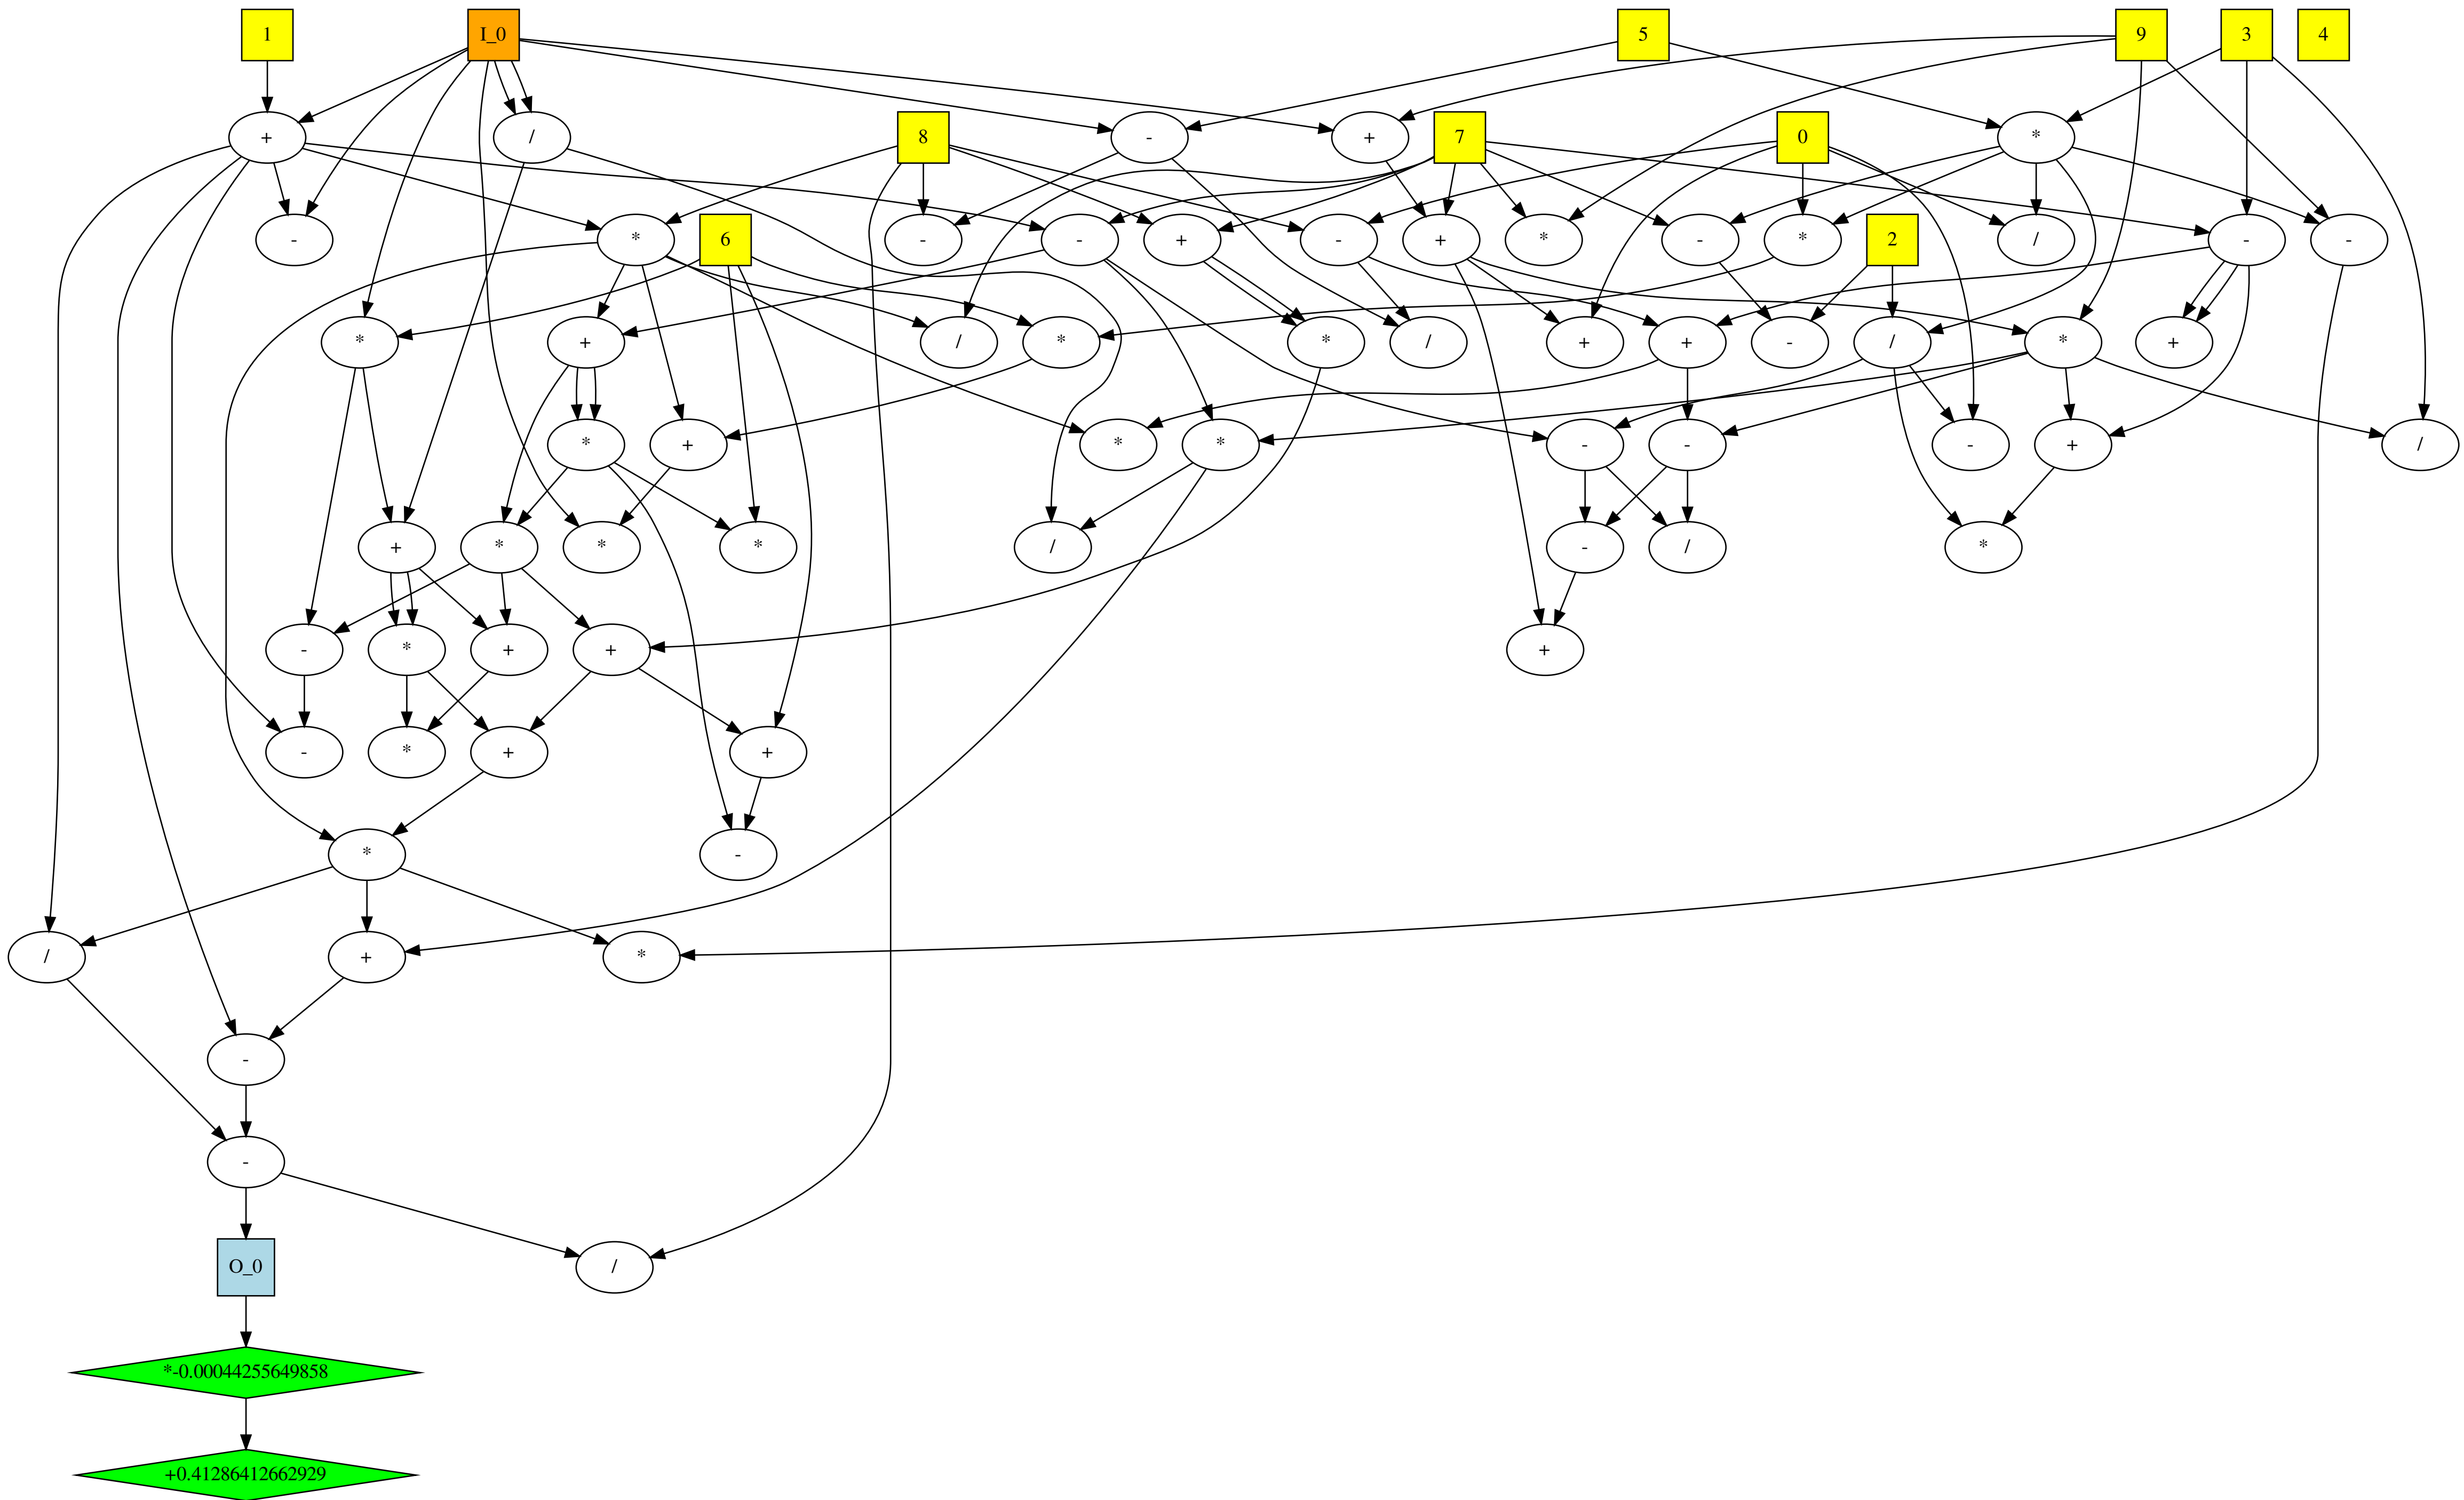 1 I_0 5 9 3 4
+ / - + *
8 7 0
- * - + - + * - * / - -
6 2
* + / * * / + + - / * +
* + * * - - - + /
+ * * * / - / *
- * + + +
- * + +
* -
/ + *
-
-
O_0 /
*-0.00044255649858
+0.41286412662929